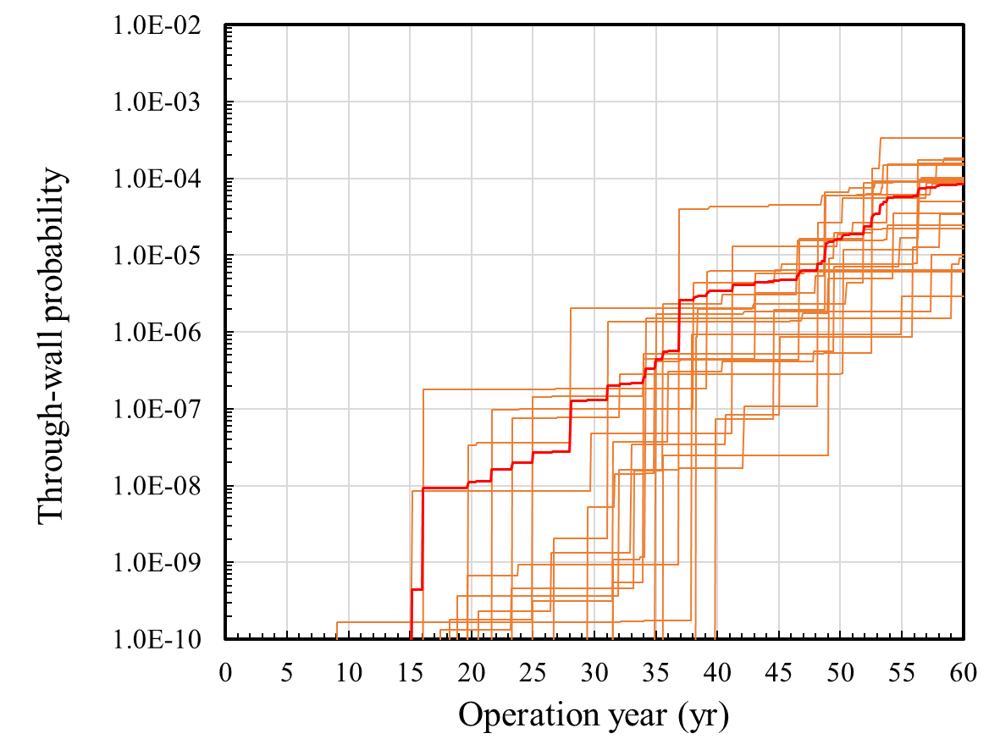 1.0E-02
1.0E-03
1.0E-04
1.0E-05
1.0E-06
1.0E-07
1.0E-08
1.0E-09
1.0E-10
Through-wall probability
0 5 10 15 20 25 30 35 40 45 50 55 60
Operation year (yr)